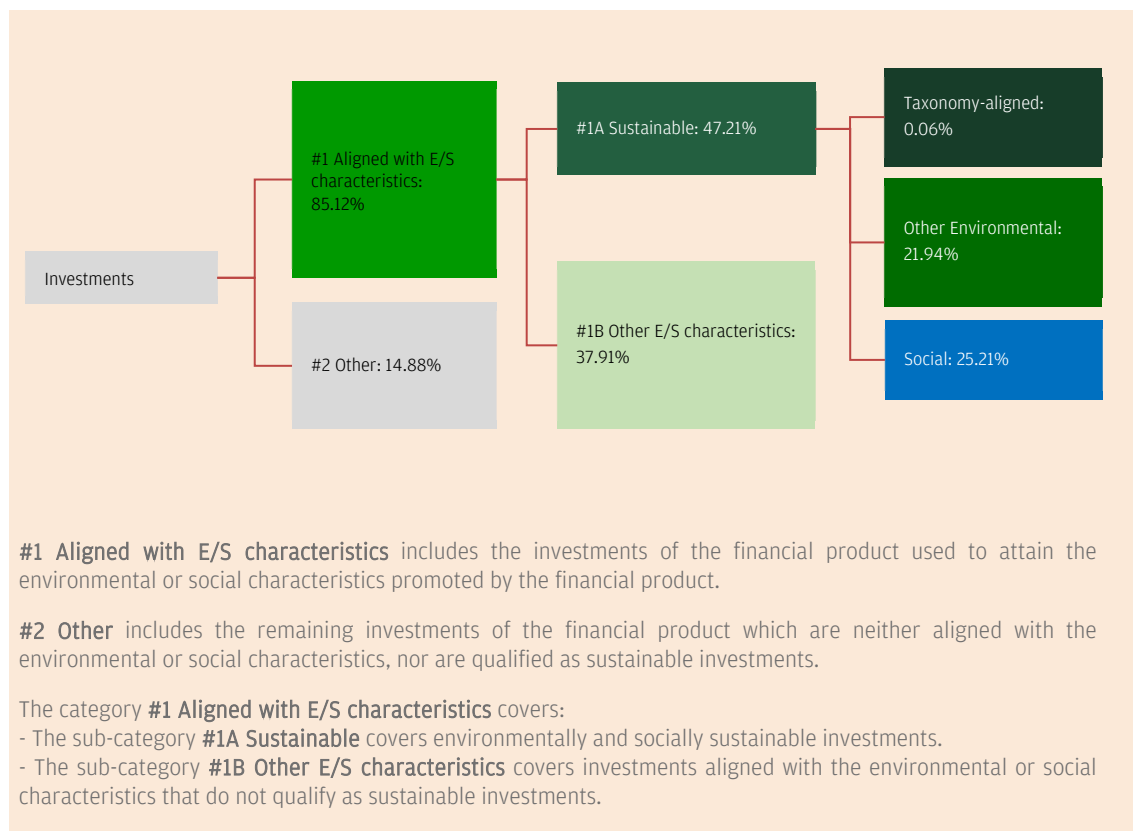 Investments
#1 Aligned with E/S
characteristics:
85.12%
#2 Other: 14.88%
#1A Sustainable: 47.21%
#1B Other E/S characteristics:
37.91%
Taxonomy-aligned:
0.06%
Other Environmental:
21.94%
Social: 25.21%
#1 Aligned with E/S characteristics includes the investments of the financial product used to attain the
environmental or social characteristics promoted by the financial product.
#2 Other includes the remaining investments of the financial product which are neither aligned with the
environmental or social characteristics, nor are qualified as sustainable investments.
The category #1 Aligned with E/S characteristics covers:
- The sub-category #1A Sustainable covers environmentally and socially sustainable investments.
- The sub-category #1B Other E/S characteristics covers investments aligned with the environmental or social
characteristics that do not qualify as sustainable investments.